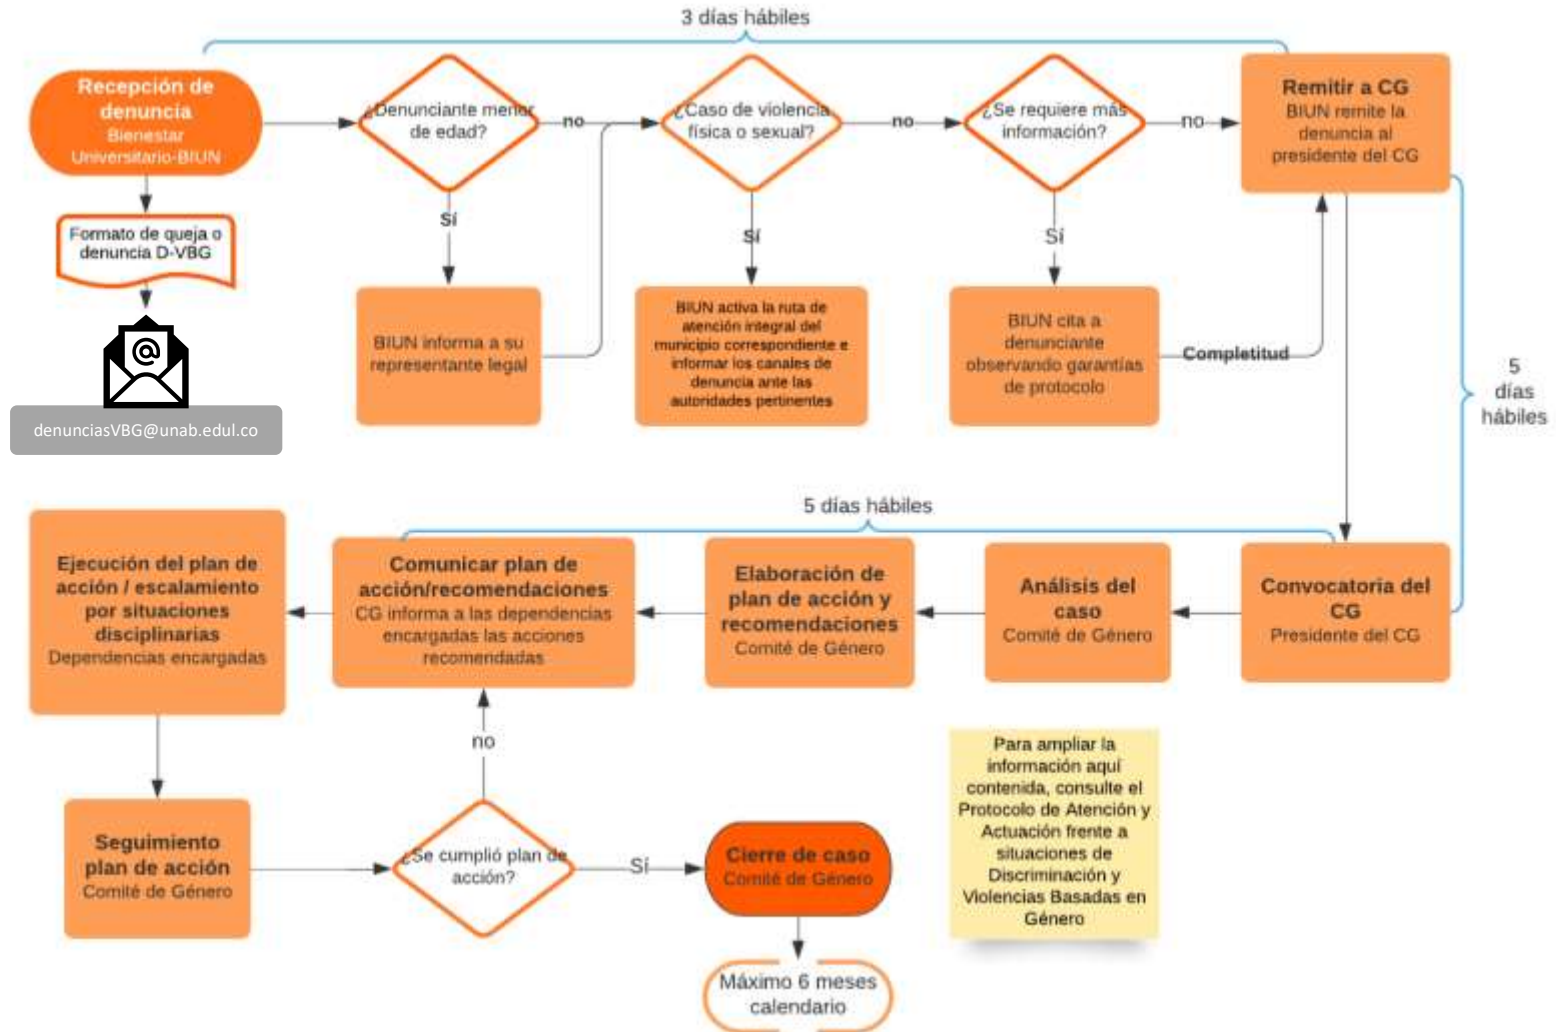 3 días hábiles
Recepción de
denuncia
Bienestar
Universitario-BIUN
¿Denunciante menor
de edad?
no
¿Caso de violencia
física o sexual?
no
¿Se requiere más
información?
no
Remitir a CG
BIUN remite la
denuncia al
presidente del CG
Formato de queja o
denuncia D-VBG
@
denunciasVBG@unab.edul.co
Sí
BIUN informa a su
representante legal
Sí
BIUN activa la ruta de
atención integral del
municipio correspondiente e
informar los canales de
denuncia ante las
autoridades pertinentes
Sí
BIUN cita a
denunciante
observando garantías
de protocolo
Completitud
5
días
hábiles
5 días hábiles
Ejecución del plan de
acción / escalamiento
por situaciones
disciplinarias
Dependencias encargadas
Comunicar plan de
acción/recomendaciones
CG informa a las dependencias
encargadas las acciones
recomendadas
Elaboración de
plan de acción y
recomendaciones
Comité de Género
Análisis del
caso
Comité de Género
Convocatoria del
CG
Presidente del CG
no
Seguimiento
plan de acción
Comité de Género
¿Se cumplió plan de
acción?
Sí
Cierre de caso
Comité de Género
Máximo 6 meses
calendario
Para ampliar la
información aquí
contenida, consulte el
Protocolo de Atención y
Actuación frente a
situaciones de
Discriminación y
Violencias Basadas en
Género